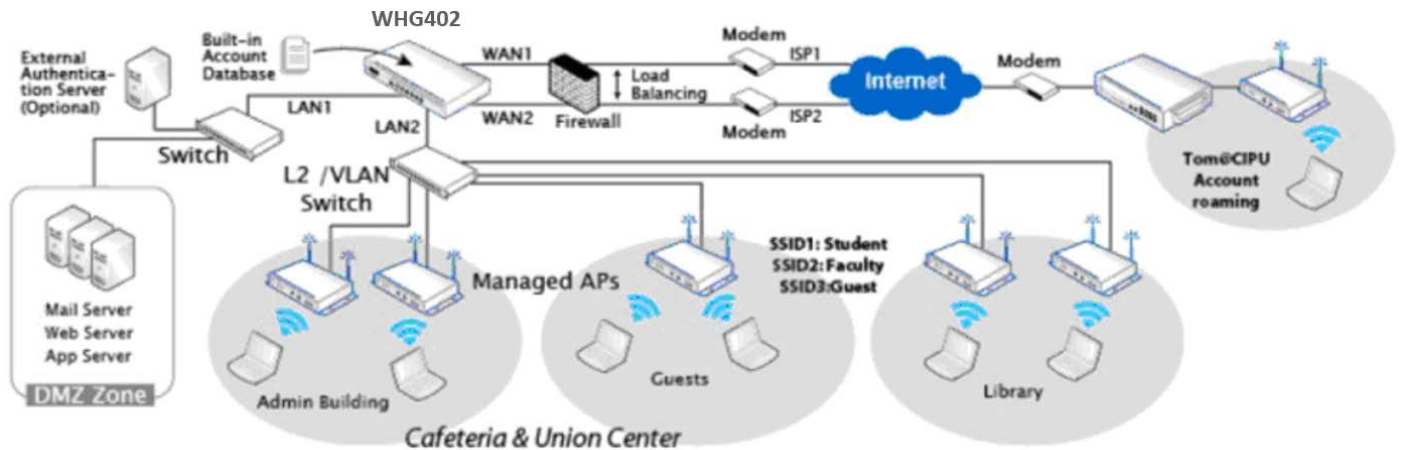 WHG402
External
Authentica-
tion Server
(Optional)
Built-in
Account
Database
WAN1
WAN2
LAN1
LAN2
Firewall
Load
Balancing
Modem
ISP1
Modem
ISP2
Internet
Modem
Switch
L2 /VLAN
Switch
Tom@CIPU
Account
roaming
Mail Server
Web Server
App Server
DMZ Zone
Managed APs
SSID1: Student
SSID2: Faculty
SSID3:Guest
Admin Building
Guests
Library
Cafeteria & Union Center